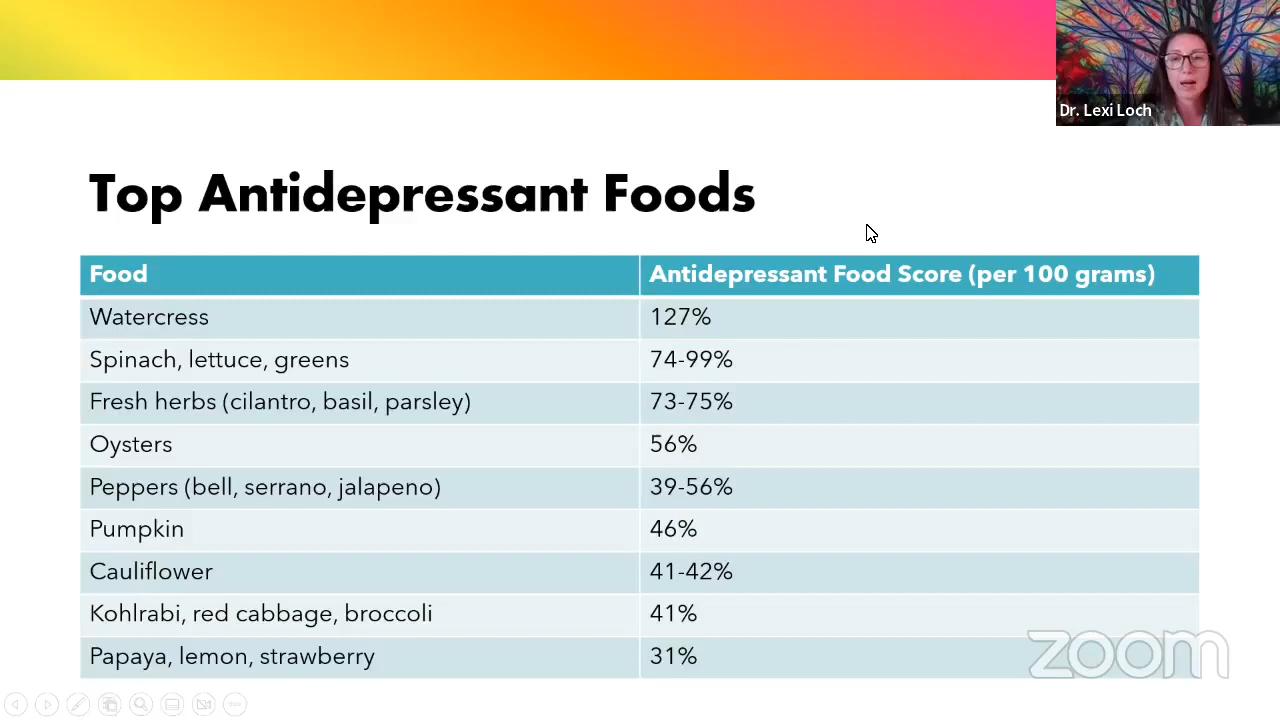 Dr. Lexi Loch
Top Antidepressant Foods
Food Antidepressant Food Score (per 100 grams)
Watercress 127%
Spinach, lettuce, greens 74-99%
Fresh herbs (cilantro, basil, parsley) 73-75%
Oysters 56%
Peppers (bell, serrano, jalapeno) 39-56%
Pumpkin 46%
Cauliflower 41-42%
Kohlrabi, red cabbage, broccoli 41%
Papaya, lemon, strawberry 31%
zoom